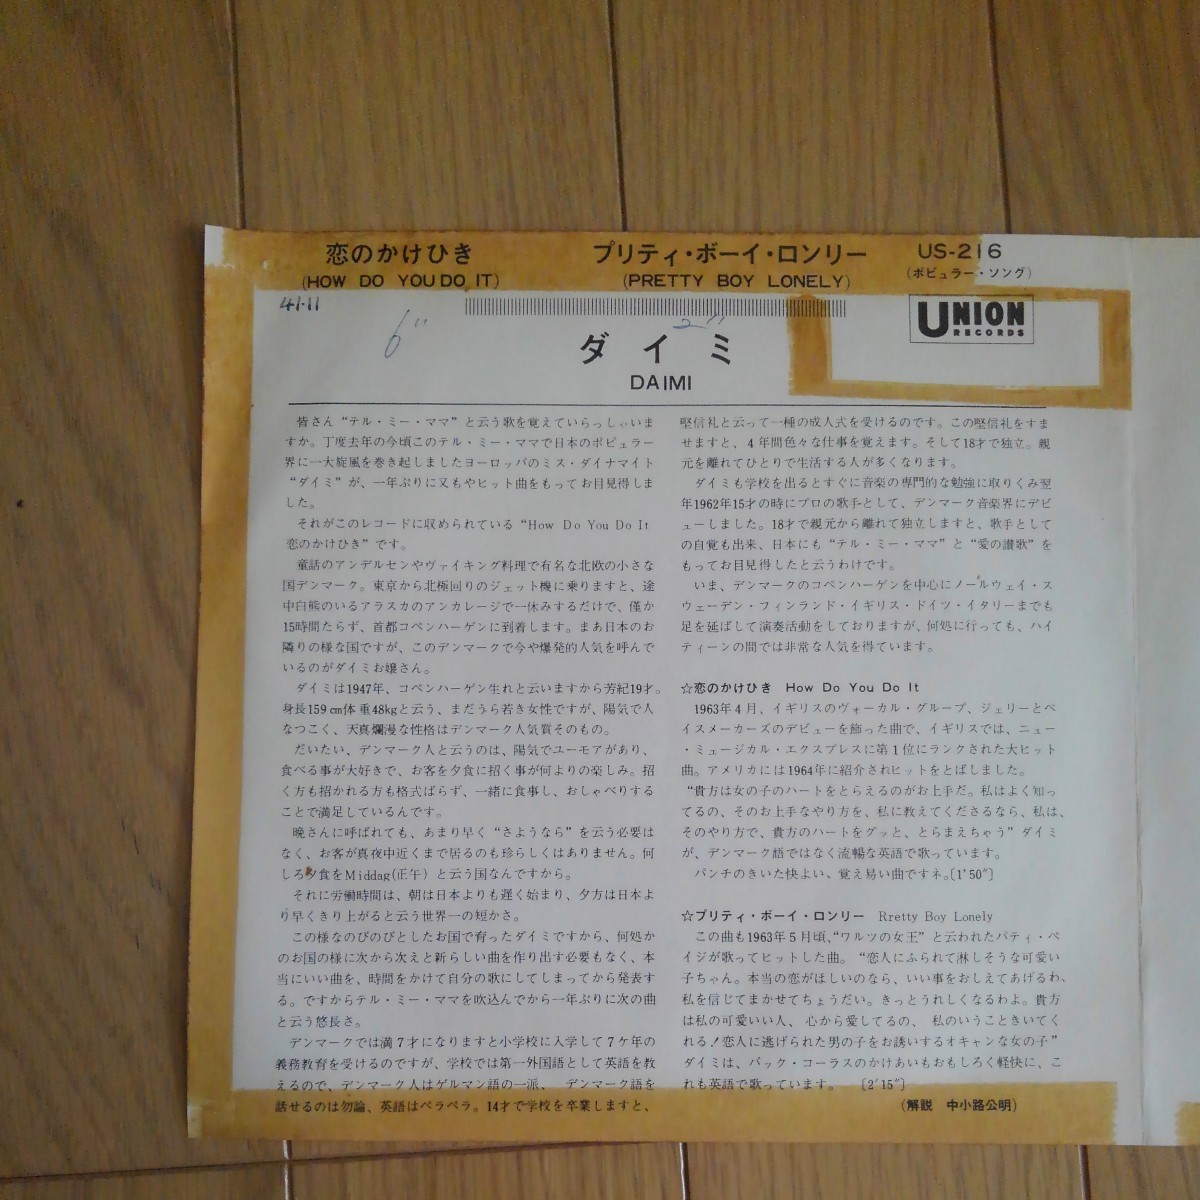 恋のかけひき
(HOW DO YOU DO IT)
プリティ・ボーイ・ロンリー
(PRETTY BOY LONELY)
US-216
(ポピュラー・ソング)
UNION
RECORDS
41.11
6"
2"
ダイミ
DAIMI
皆さん“テル・ミー・ママ”と云う歌を覚えていらっしゃいま
すか。丁度去年の今頃このテル・ミー・ママで日本のポピュラー
界に一大旋風を巻き起しましたヨーロッパのミス・ダイナマイト
“ダイミ”が、一年ぶりに又もやヒット曲をもってお目見得しま
した。
それがこのレコードに収められている“How Do You Do It
恋のかけひき”です。
童話のアンデルセンやヴァイキング料理で有名な北欧の小さな
国デンマーク。東京から北極回りのジェット機に乗りますと、途
中白熊のいるアラスカのアンカレージで一休みするだけで、僅か
15時間たらず、首都コペンハーゲンに到着します。まあ日本のお
隣りの様な国ですが、このデンマークで今や爆発的人気を呼んで
いるのがダイミお嬢さん。
ダイミは1947年、コペンハーゲン生れと云いますから芳紀19才。
身長159cm体重48kgと云う、まだうら若き女性ですが、陽気で人
なつこく、天真爛漫な性格はデンマーク人気質そのもの。
だいたい、デンマーク人と云うのは、陽気でユーモアがあり、
食べる事が大好きで、お客を夕食に招く事が何よりの楽しみ。招
く方も招かれる方も格式ばらず、一緒に食事し、おしゃべりする
ことで満足しているんです。
晩さんに呼ばれても、あまり早く“さようなら”を云う必要は
なく、お客が真夜中近くまで居るのも珍らしくはありません。何
しろ夕食をMiddag(正午)と云う国なんですから。
それに労働時間は、朝は日本よりも遅く始まり、夕方は日本よ
り早くきり上がると云う世界一の短かさ。
この様なのびのびとしたお国で育ったダイミですから、何処か
のお国の様に次から次えと新らしい曲を作り出す必要もなく、本
当にいい曲を、時間をかけて自分の歌にしてしまってから発表す
る。ですからテル・ミー・ママを吹込んでから一年ぶりに次の曲
と云う悠長さ。
デンマークでは満7才になりますと小学校に入学して7ケ年の
義務教育を受けるのですが、学校では第一外国語として英語を教
えるので、デンマーク人はゲルマン語の一派、デンマーク語を
話せるのは勿論、英語はペラペラ。14才で学校を卒業しますと、
堅信礼と云って一種の成人式を受けるのです。この堅信礼をすま
せますと、4年間色々な仕事を覚えます。そして18才で独立。親
元を離れてひとりで生活する人が多くなります。
ダイミも学校を出るとすぐに音楽の専門的な勉強に取りくみ翌
年1962年15才の時にプロの歌手として、デンマーク音楽界にデビ
ューしました。18才で親元から離れて独立しますと、歌手として
の自覚も出来、日本にも“テル・ミー・ママ”と“愛の讃歌”を
もってお目見得したと云うわけです。
いま、デンマークのコペンハーゲンを中心にノールウェイ・ス
ウェーデン・フィンランド・イギリス・ドイツ・イタリーまでも
足を延ばして演奏活動をしておりますが、何処に行っても、ハイ
ティーンの間では非常な人気を得ています。
☆恋のかけひき How Do You Do It
1963年4月、イギリスのヴォーカル・グループ、ジェリーとペ
イスメーカーズのデビューを飾った曲で、イギリスでは、ニュー
・ミュージカル・エクスプレスに第1位にランクされた大ヒット
曲。アメリカには1964年に紹介されヒットをとばしました。
“貴方は女の子のハートをとらえるのがお上手だ。私はよく知っ
てるの、そのお上手なやり方を、私に教えてくださるなら、私は、
そのやり方で、貴方のハートをグッと、とらまえちゃう”ダイミ
が、デンマーク語ではなく流暢な英語で歌っています。
パンチのきいた快よい、覚え易い曲ですネ。〔1'50"〕
☆プリティ・ボーイ・ロンリー Rretty Boy Lonely
この曲も1963年5月頃、“ワルツの女王”と云われたパティ・ペ
イジが歌ってヒットした曲。“恋人にふられて淋しそうな可愛い
子ちゃん。本当の恋がほしいのなら、いい事をおしえてあげるわ、
私を信じてまかせてちょうだい。きっとうれしくなるわよ。貴方
は私の可愛いい人、心から愛してるの、私のいうこときいてく
れる！恋人に逃げられた男の子をお誘いするオキャンな女の子”
ダイミは、バック・コーラスのかけあいもおもしろく軽快に、こ
れも英語で歌っています。〔2'15"〕
(解説 中小路公明)